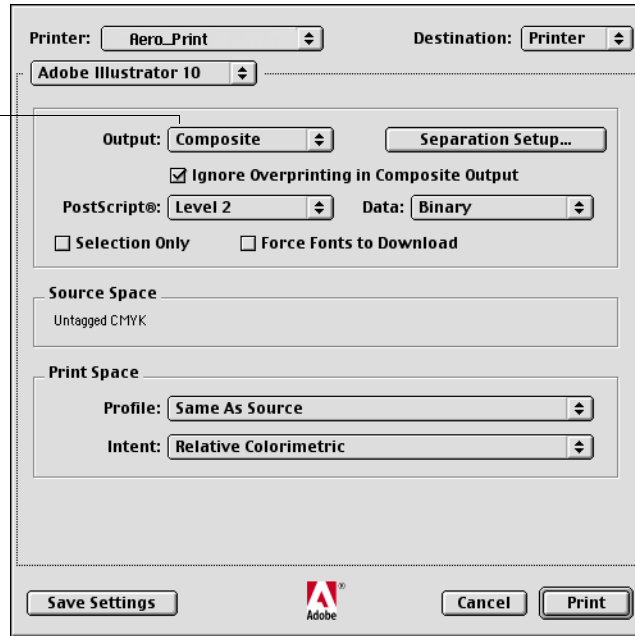 Printer: Aero_Print Destination: Printer
Adobe Illustrator 10
Output: Composite Separation Setup...
Ignore Overprinting in Composite Output
PostScript®: Level 2 Data: Binary
Selection Only Force Fonts to Download
Source Space
Untagged CMYK
Print Space
Profile: Same As Source
Intent: Relative Colorimetric
Save Settings Adobe® Cancel Print